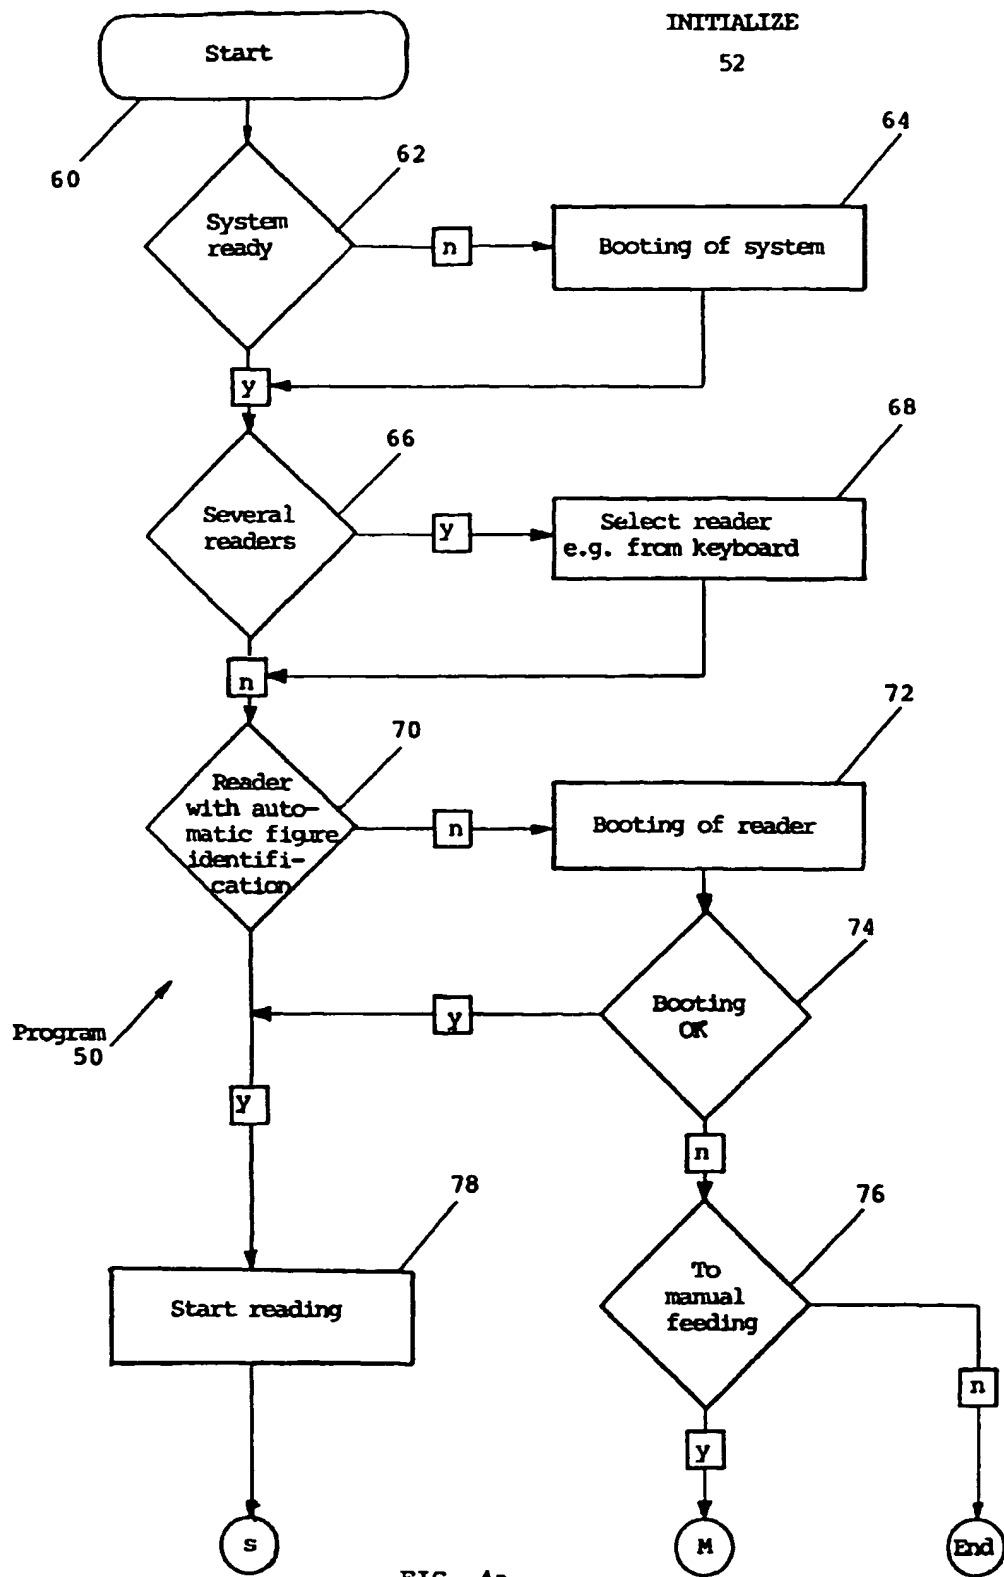 INITIALIZE
52
Start
60
62
64
System
ready
n
Booting of system
y
66
68
Several
readers
y
Select reader
e.g. from keyboard
n
70
72
Reader
with auto-
matic figure
identifi-
cation
n
Booting of reader
74
Booting
OK
y
Program
50
y
n
78
76
Start reading
To
manual
feeding
n
y
s
M
End
FIG. 4a